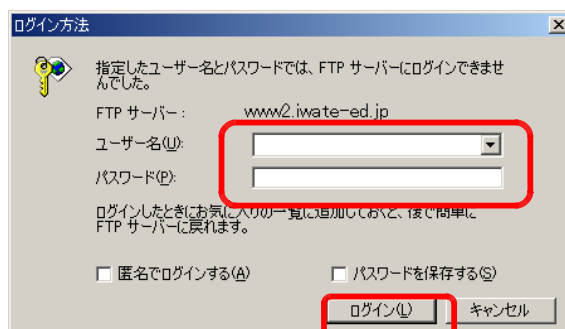 ログイン方法
指定したユーザー名とパスワードでは、FTP サーバーにログインできませ
んでした。
FTP サーバー： www2.iwate-ed.jp
ユーザー名(U):
パスワード(P):
ログインしたときにお気に入りの一覧に追加しておくと、後で簡単に
FTP サーバーに戻れます。
匿名でログインする(A) パスワードを保存する(S)
ログイン(L) キャンセル